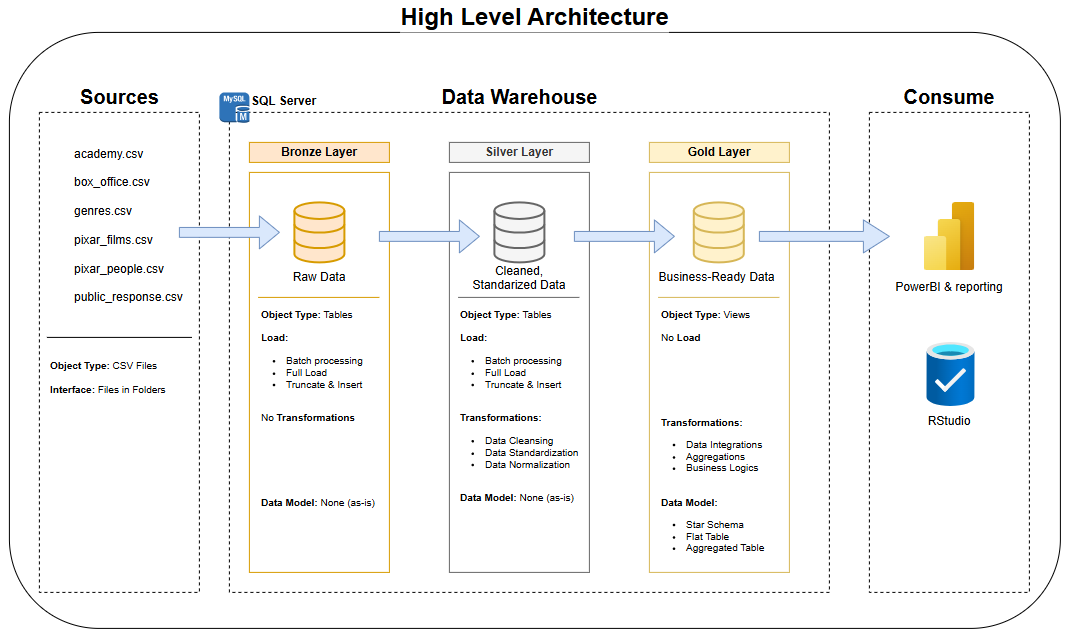 High Level Architecture
Sources
academy.csv
box_office.csv
genres.csv
pixar_films.csv
pixar_people.csv
public_response.csv
Object Type: CSV Files
Interface: Files in Folders
MySQL
M
SQL Server
Data Warehouse
Bronze Layer
Raw Data
Object Type: Tables
Load:
• Batch processing
• Full Load
• Truncate & Insert
No Transformations
Data Model: None (as-is)
Silver Layer
Cleaned,
Standarized Data
Object Type: Tables
Load:
• Batch processing
• Full Load
• Truncate & Insert
Transformations:
• Data Cleansing
• Data Standardization
• Data Normalization
Data Model: None (as-is)
Gold Layer
Business-Ready Data
Object Type: Views
No Load
Transformations:
• Data Integrations
• Aggregations
• Business Logics
Data Model:
• Star Schema
• Flat Table
• Aggregated Table
Consume
PowerBI & reporting
RStudio